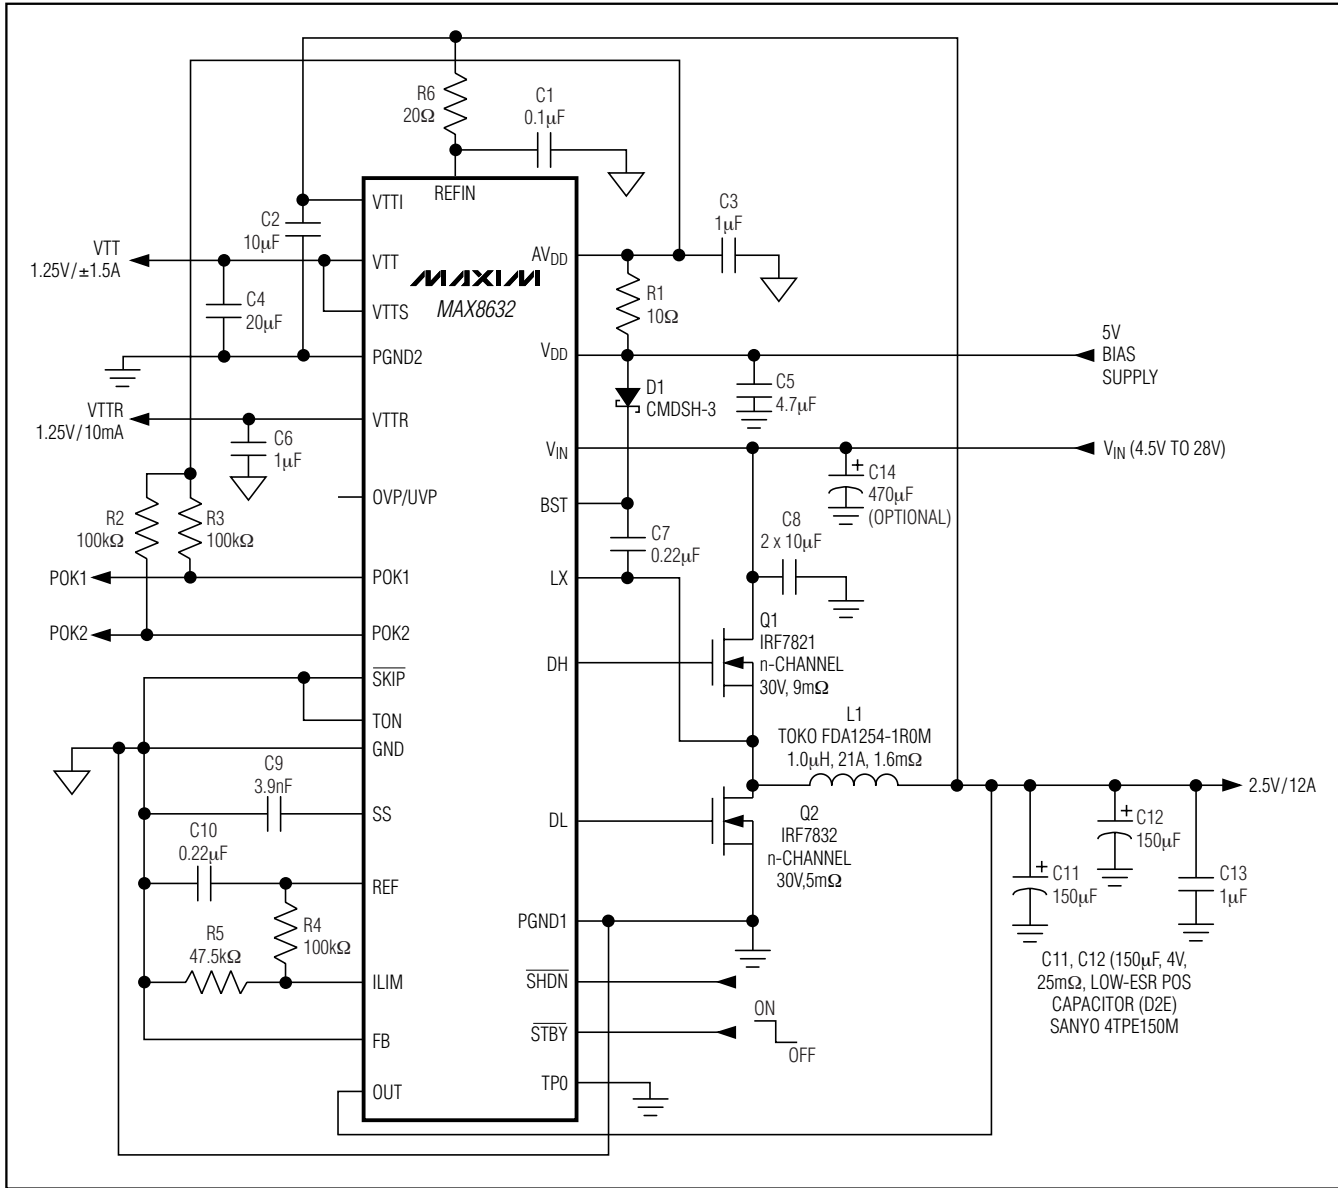 R6
20Ω
C1
0.1µF
REFIN
VTTI
C2
10µF
C3
1µF
VTT
1.25V/±1.5A
VTT
AVDD
MAXIM
MAX8632
C4
20µF
VTTS
R1
10Ω
PGND2
VDD
5V
BIAS
SUPPLY
D1
CMDSH-3
C5
4.7µF
VTTR
1.25V/10mA
VTTR
C6
1µF
VIN
VIN (4.5V TO 28V)
+
C14
470µF
(OPTIONAL)
OVP/UVP
BST
R2
100kΩ
R3
100kΩ
C7
0.22µF
C8
2 x 10µF
POK1
POK1
LX
POK2
POK2
Q1
IRF7821
n-CHANNEL
30V, 9mΩ
DH
SKIP
TON
GND
L1
TOKO FDA1254-1R0M
1.0µH, 21A, 1.6mΩ
C9
3.9nF
SS
2.5V/12A
DL
Q2
IRF7832
n-CHANNEL
30V,5mΩ
+
C12
150µF
C10
0.22µF
REF
+
C11
150µF
C13
1µF
R4
100kΩ
R5
47.5kΩ
PGND1
ILIM
SHDN
C11, C12 (150µF, 4V,
25mΩ, LOW-ESR POS
CAPACITOR (D2E)
SANYO 4TPE150M
FB
STBY
ON
OFF
OUT
TP0